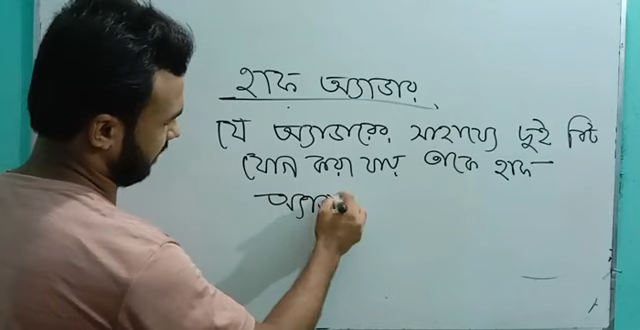 হাফ অ্যাডার
যে অ্যাডারের সাহায্যে দুই বিট
যোগ করা যায় তাকে হাফ
অ্যাডা